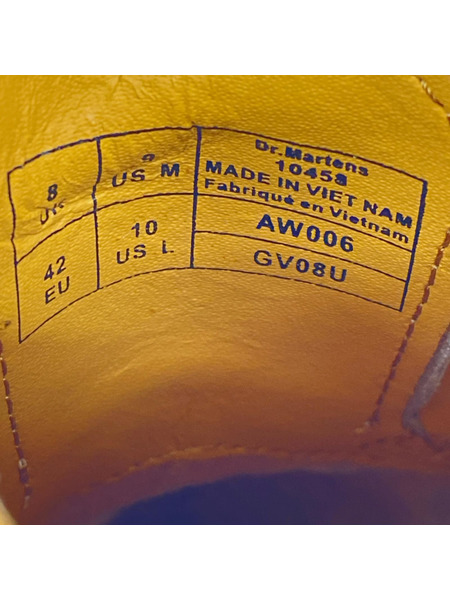 8
UK
9
US M
Dr.Martens
10458
MADE IN VIET NAM
Fabriqué en Vietnam
42
EU
10
US L
AW006
GV08U